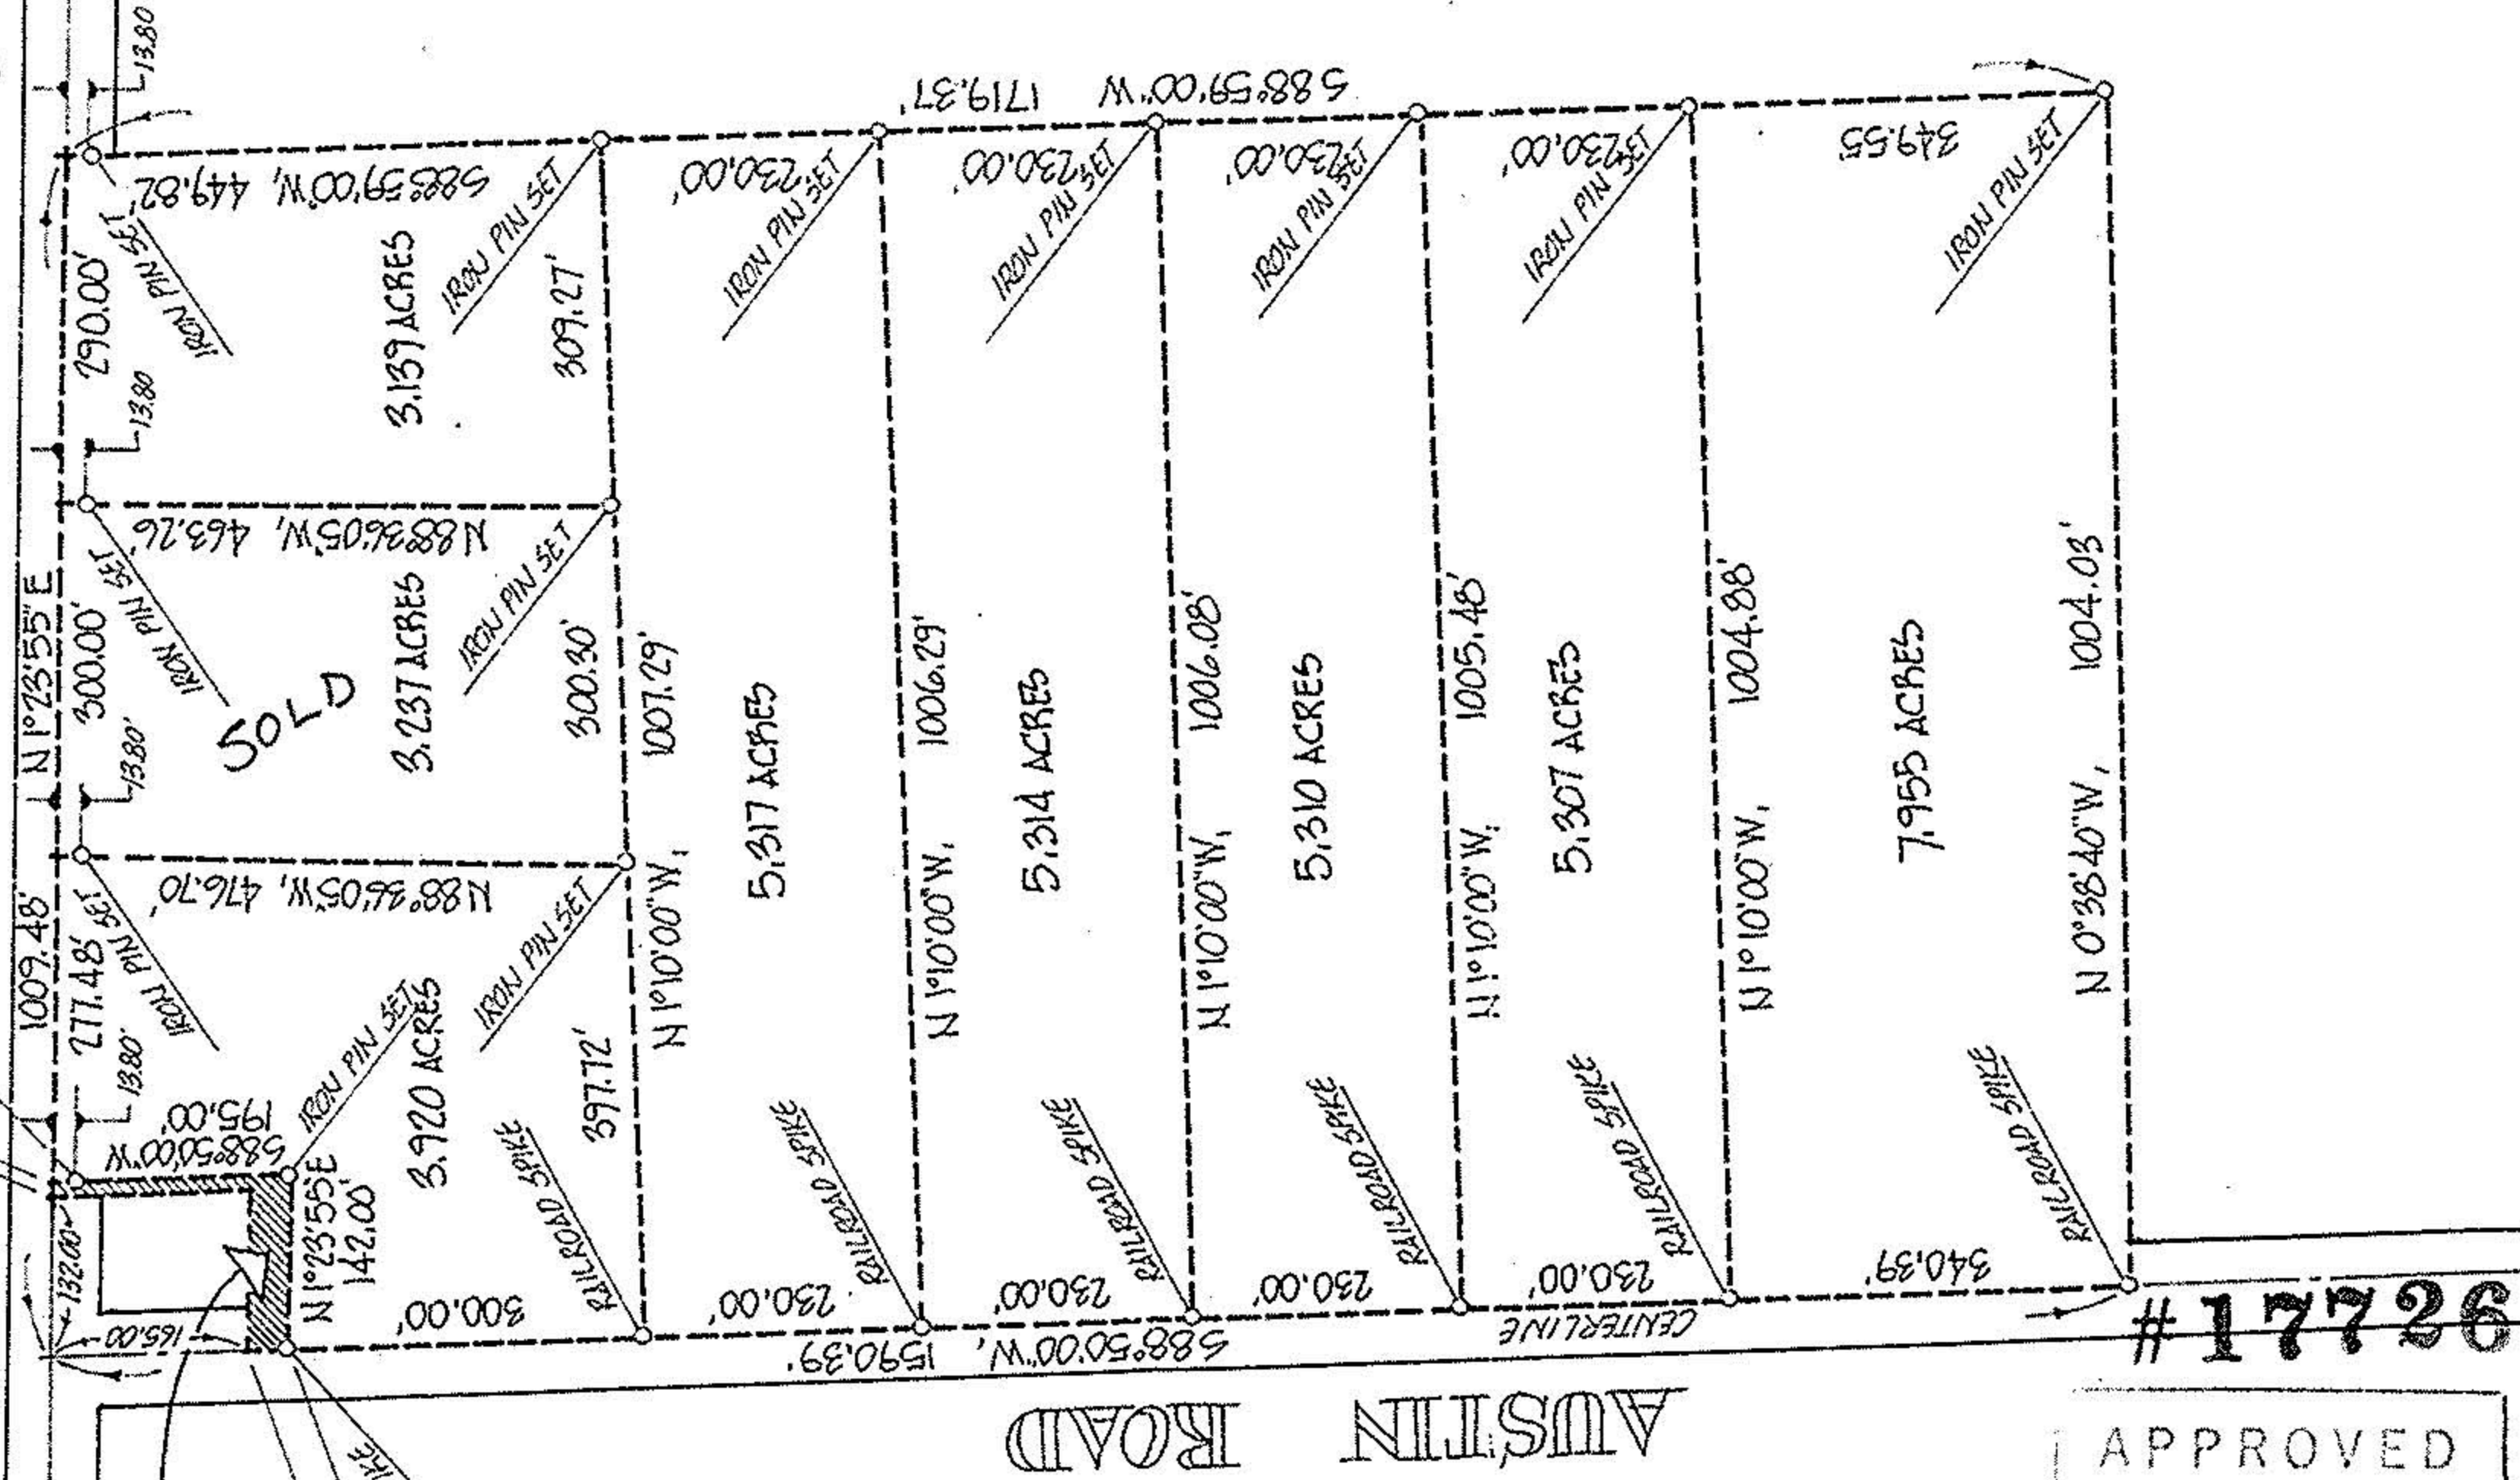 13.80
S88°59'00"W 1719.37'
S88°59'00"W, 449.82'
230.00'
230.00'
230.00'
230.00'
349.55
IRON PIN SET
IRON PIN SET
IRON PIN SET
IRON PIN SET
IRON PIN SET
IRON PIN SET
IRON PIN SET
290.00'
13.80
3.139 ACRES
309.27'
N88°36'05"W, 463.26'
IRON PIN SET
IRON PIN SET
N 1°23'55" E
1009.48'
300.00'
13.80'
SOLD
3.237 ACRES
300.30'
N88°36'05"W, 476.70'
IRON PIN SET
IRON PIN SET
277.48'
13.80'
S88°50'00"W
195.00'
IRON PIN SET
3.920 ACRES
397.72'
N1°23'55"E
142.00'
132.00
165.00
N 1°10'00"W, 1007.29'
5.317 ACRES
N 1°10'00"W, 1006.29'
5.314 ACRES
N 1°10'00"W, 1006.08'
5.310 ACRES
N 1°10'00"W, 1005.48'
5.307 ACRES
N 1°10'00"W, 1004.88'
7.955 ACRES
N 0°38'40"W, 1004.03'
RAILROAD SPIKE
RAILROAD SPIKE
RAILROAD SPIKE
RAILROAD SPIKE
RAILROAD SPIKE
RAILROAD SPIKE
300.00'
230.00'
230.00'
230.00'
230.00'
340.39'
S88°50'00"W, 1590.39'
CENTERLINE
AUSTIN ROAD
#17726
APPROVED